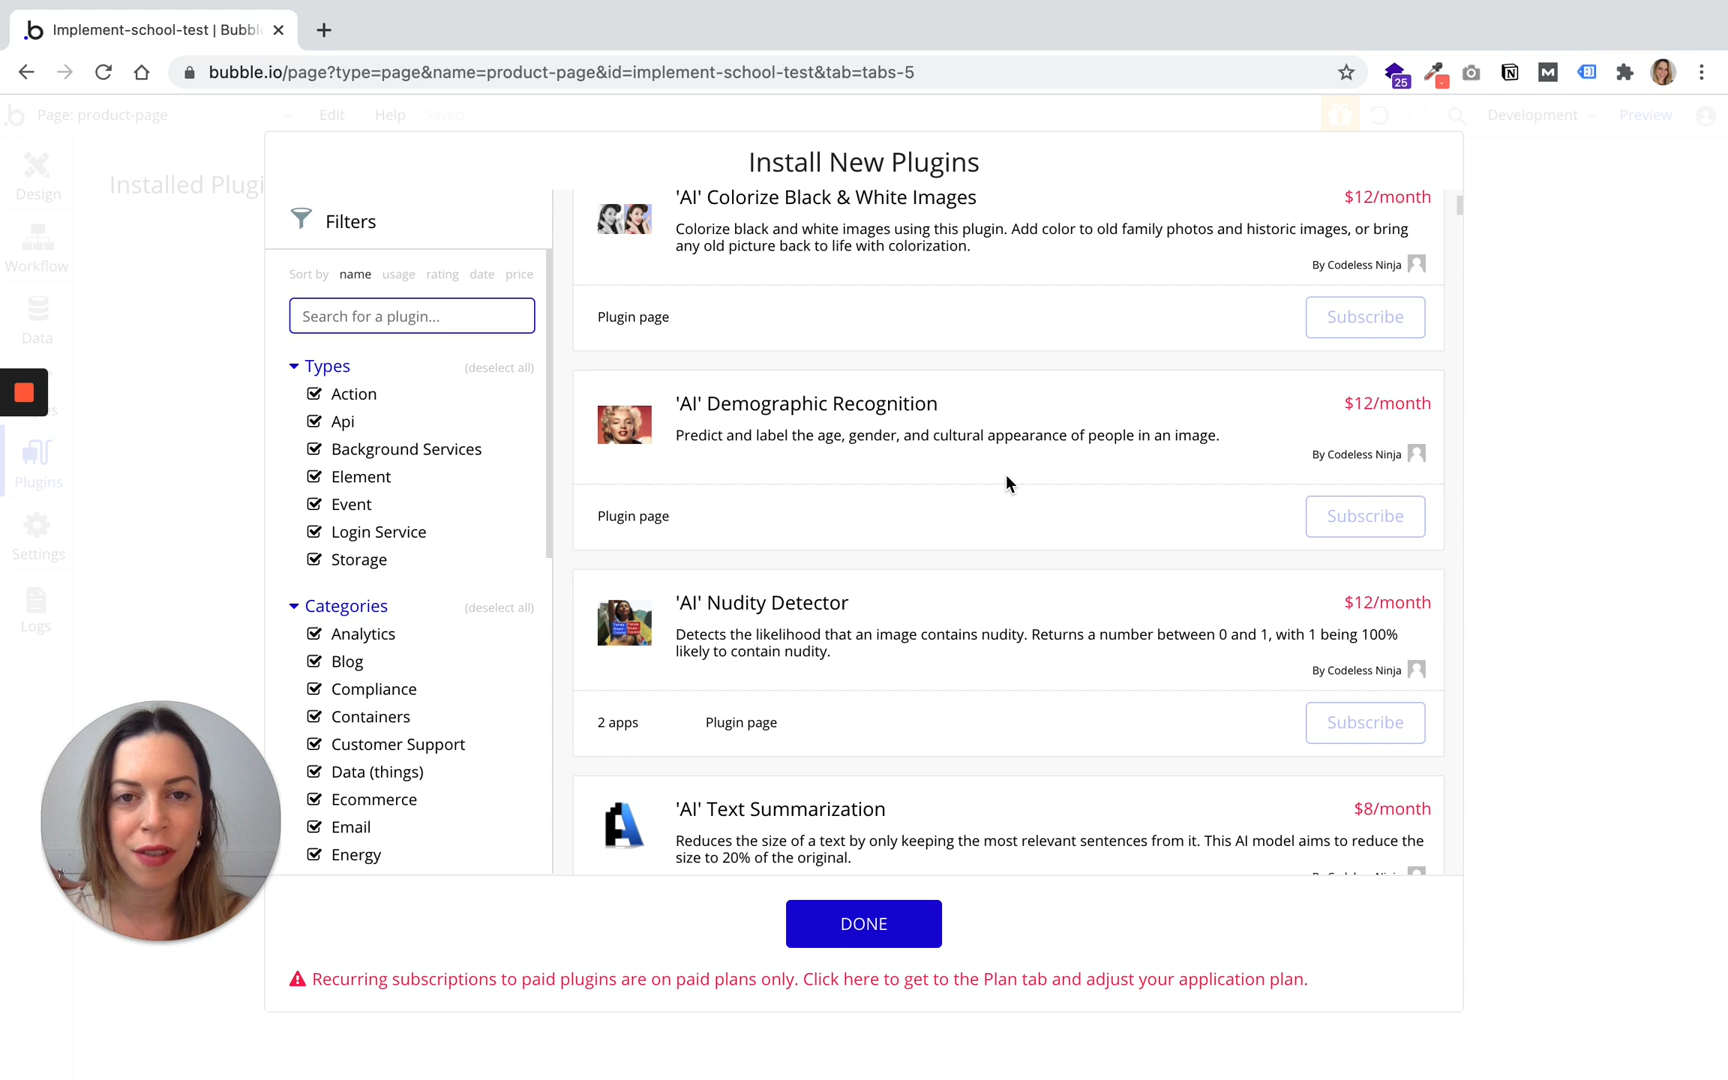 Implement-school-test | Bubbl
bubble.io/page?type=page&name=product-page&id=implement-school-test&tab=tabs-5
25
Page: product-page
Edit
Help
Saved
Development
Preview
Design
Workflow
Data
Plugins
Settings
Logs
Installed Plugi
Install New Plugins
Filters
Sort by name usage rating date price
Search for a plugin...
Types (deselect all)
Action
Api
Background Services
Element
Event
Login Service
Storage
Categories (deselect all)
Analytics
Blog
Compliance
Containers
Customer Support
Data (things)
Ecommerce
Email
Energy
'AI' Colorize Black & White Images $12/month
Colorize black and white images using this plugin. Add color to old family photos and historic images, or bring
any old picture back to life with colorization.
By Codeless Ninja
Plugin page Subscribe
'AI' Demographic Recognition $12/month
Predict and label the age, gender, and cultural appearance of people in an image.
By Codeless Ninja
Plugin page Subscribe
'AI' Nudity Detector $12/month
Detects the likelihood that an image contains nudity. Returns a number between 0 and 1, with 1 being 100%
likely to contain nudity.
By Codeless Ninja
2 apps Plugin page Subscribe
'AI' Text Summarization $8/month
Reduces the size of a text by only keeping the most relevant sentences from it. This AI model aims to reduce the
size to 20% of the original.
DONE
Recurring subscriptions to paid plugins are on paid plans only. Click here to get to the Plan tab and adjust your application plan.